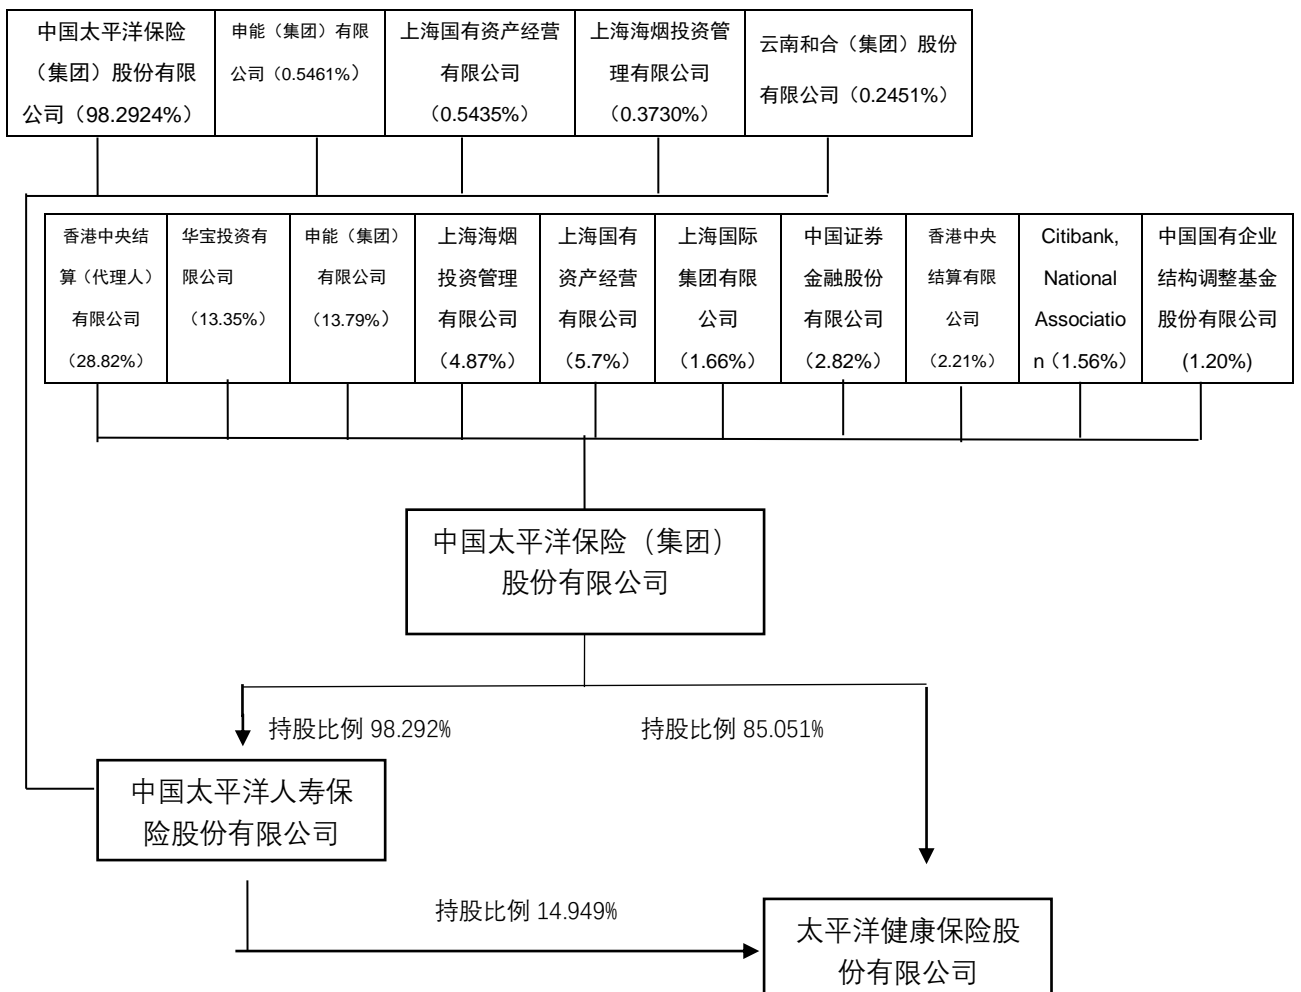 中国太平洋保险
（集团）股份有限
公司（98.2924%）
申能（集团）有限
公司（0.5461%）
上海国有资产经营
有限公司
（0.5435%）
上海海烟投资管
理有限公司
（0.3730%）
云南和合（集团）股份
有限公司（0.2451%）
香港中央结
算（代理人）
有限公司
（28.82%）
华宝投资有
限公司
（13.35%）
申能（集团）
有限公司
（13.79%）
上海海烟
投资管理
有限公司
（4.87%）
上海国有
资产经营
有限公司
（5.7%）
上海国际
集团有限
公司
（1.66%）
中国证券
金融股份
有限公司
（2.82%）
香港中央
结算有限
公司
（2.21%）
Citibank,
National
Associatio
n（1.56%）
中国国有企业
结构调整基金
股份有限公司
(1.20%)
中国太平洋保险（集团）
股份有限公司
持股比例 98.292%
持股比例 85.051%
中国太平洋人寿保
险股份有限公司
持股比例 14.949%
太平洋健康保险股
份有限公司